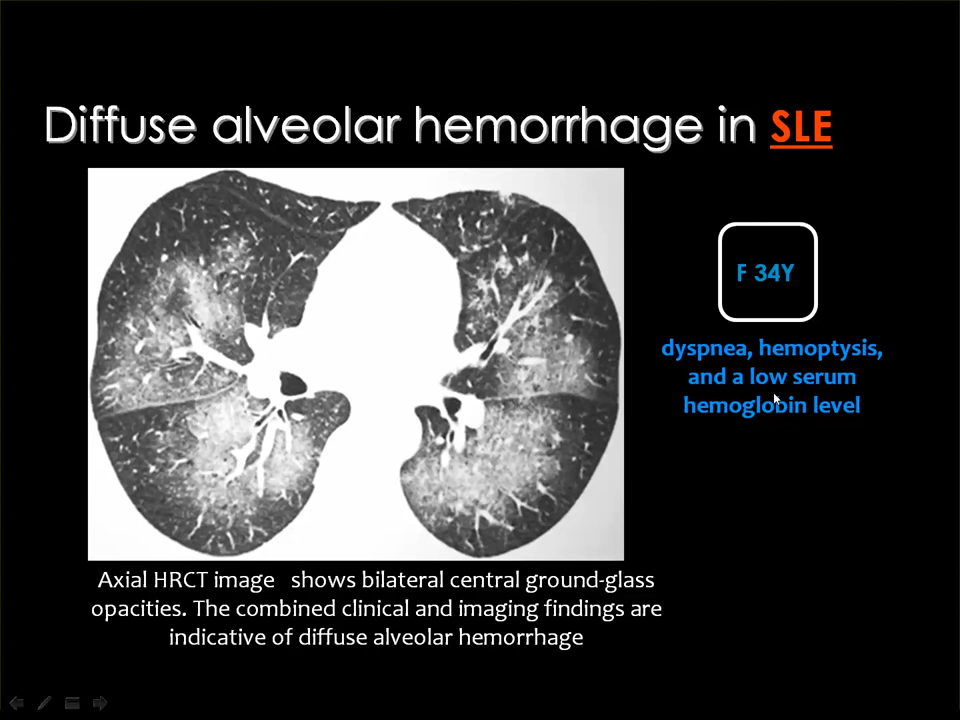 Diffuse alveolar hemorrhage in SLE
F 34Y
dyspnea, hemoptysis,
and a low serum
hemoglobin level
Axial HRCT image shows bilateral central ground-glass
opacities. The combined clinical and imaging findings are
indicative of diffuse alveolar hemorrhage